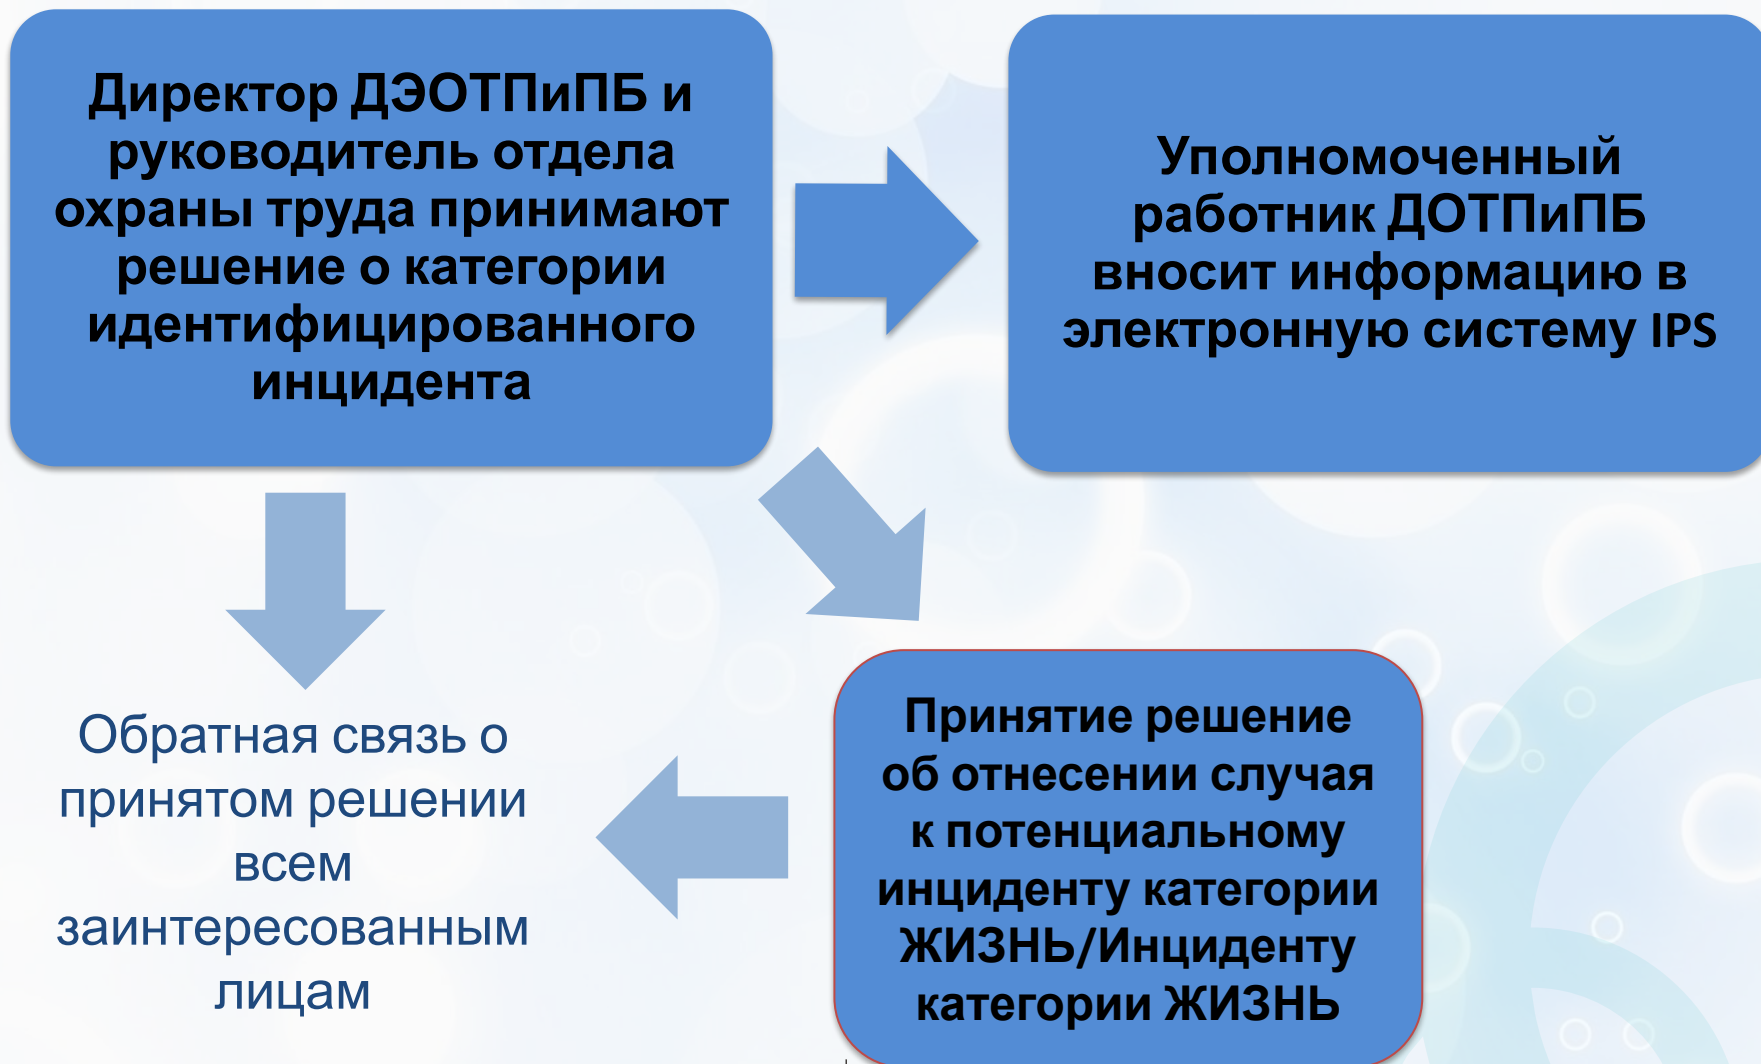 Директор ДЭОТПиПБ и
руководитель отдела
охраны труда принимают
решение о категории
идентифицированного
инцидента
Уполномоченный
работник ДОТПиПБ
вносит информацию в
электронную систему IPS
Обратная связь о
принятом решении
всем
заинтересованным
лицам
Принятие решение
об отнесении случая
к потенциальному
инциденту категории
ЖИЗНЬ/Инциденту
категории ЖИЗНЬ